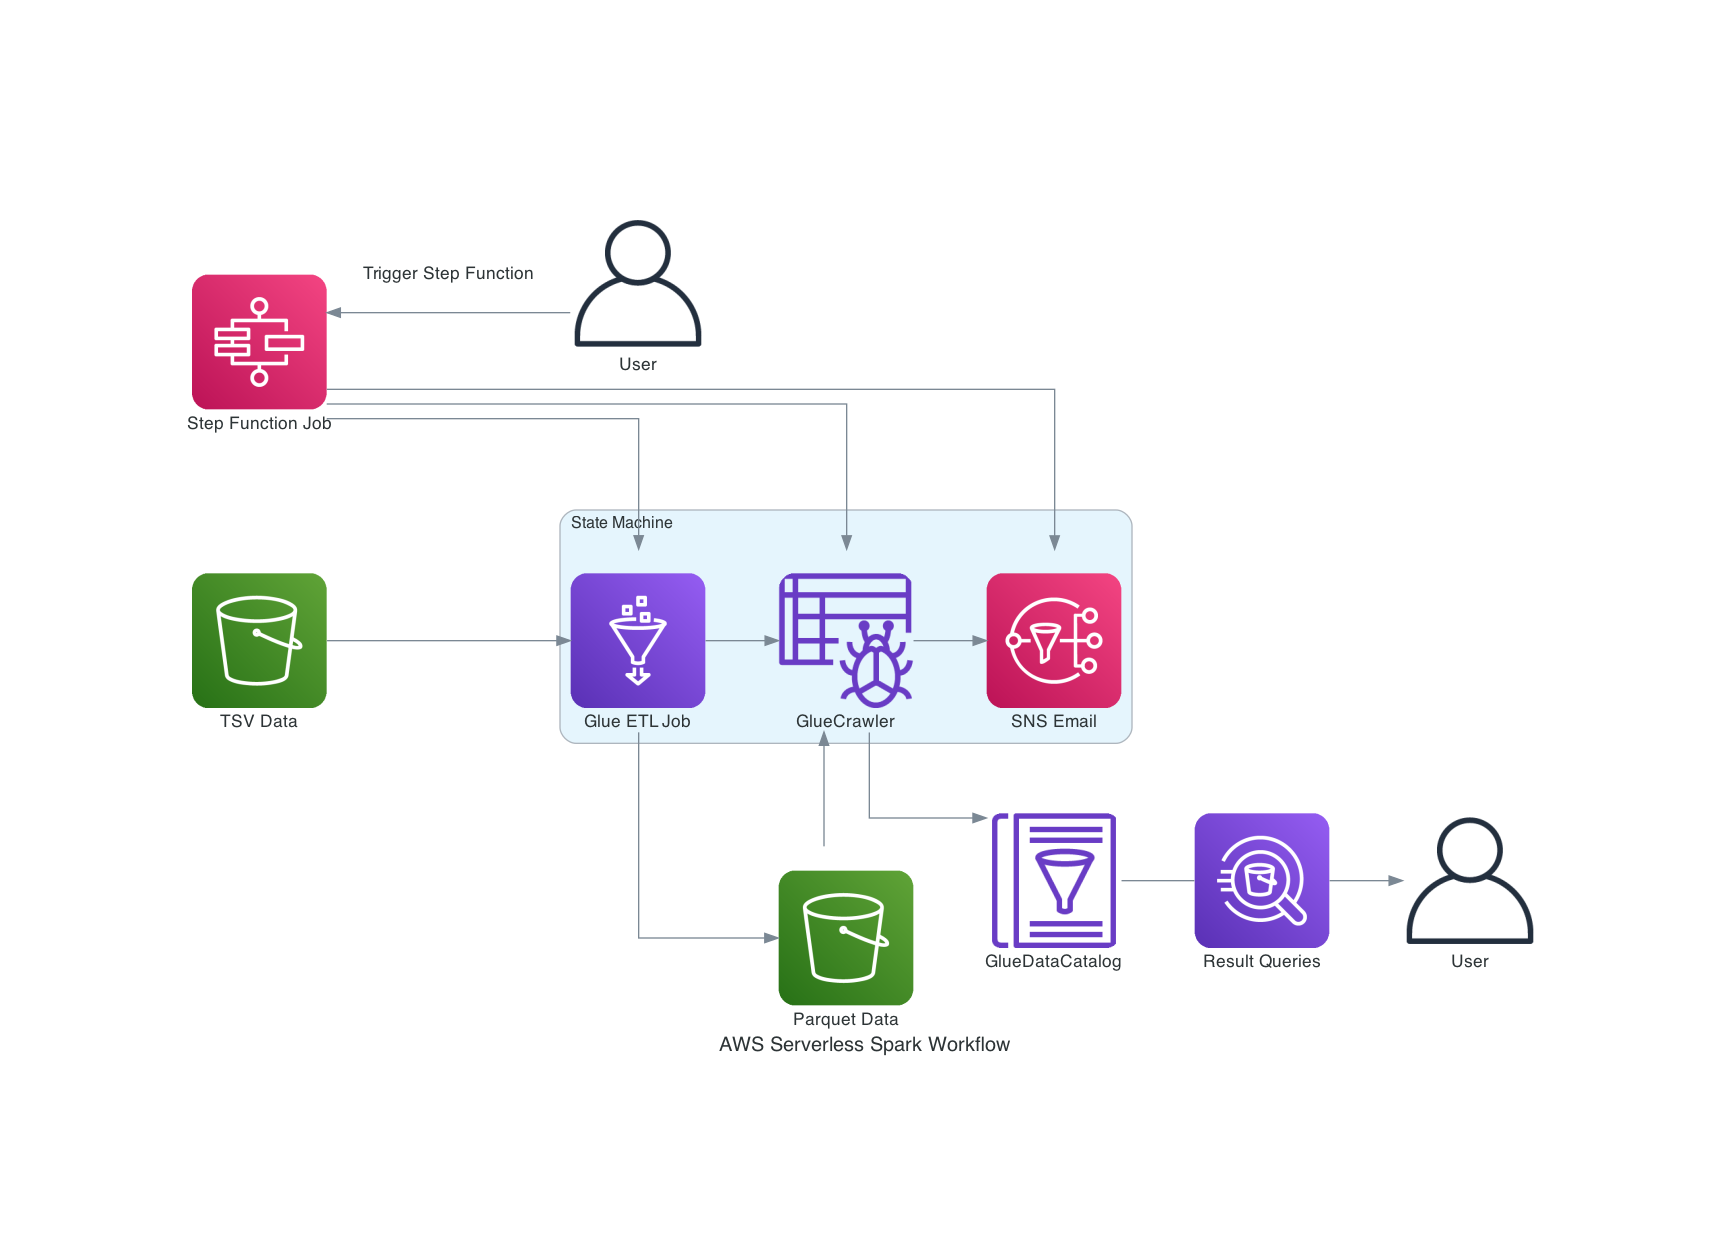 Trigger Step Function
User
Step Function Job
State Machine
TSV Data
Glue ETL Job
GlueCrawler
SNS Email
GlueDataCatalog
Result Queries
User
Parquet Data
AWS Serverless Spark Workflow